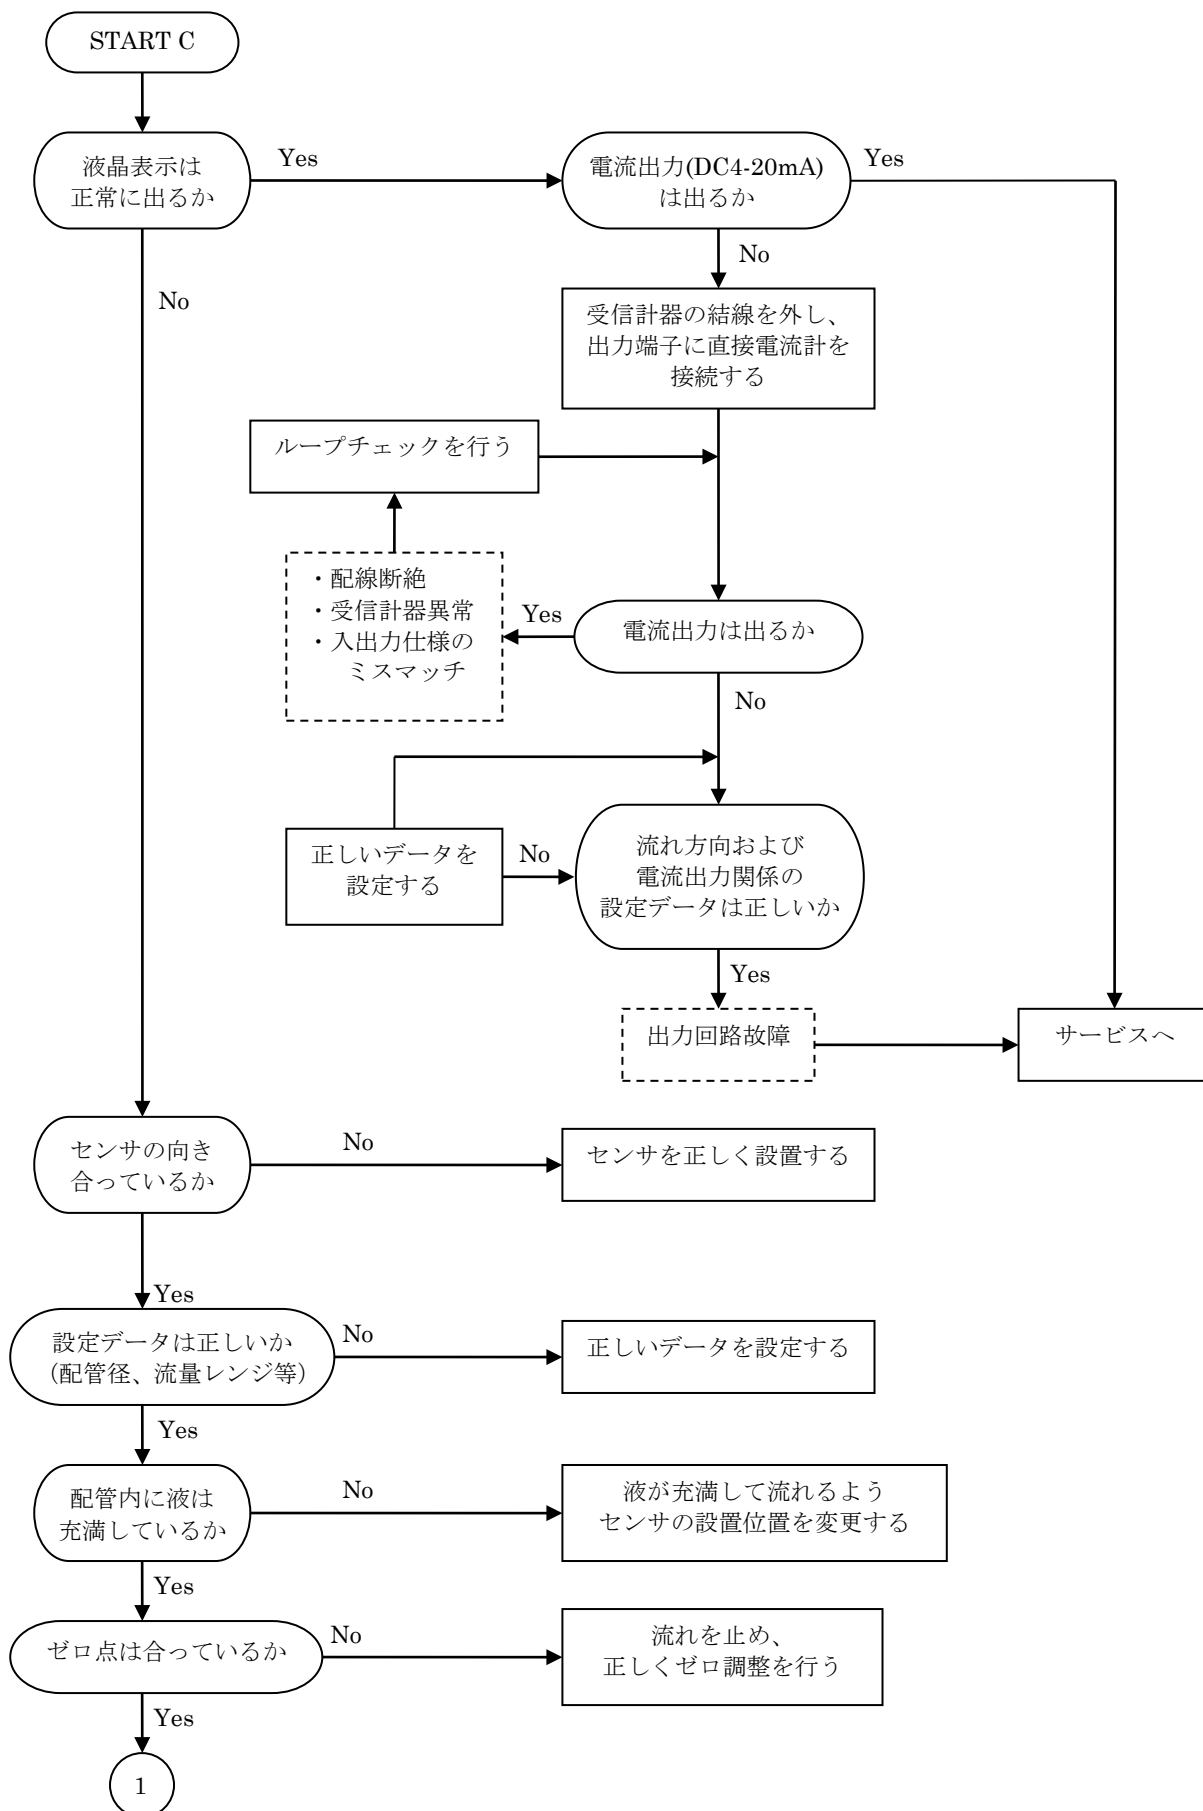 START C
液晶表示は
正常に出るか
Yes
電流出力(DC4-20mA)
は出るか
Yes
No
No
受信計器の結線を外し、
出力端子に直接電流計を
接続する
ループチェックを行う
・配線断絶
・受信計器異常
・入出力仕様の
ミスマッチ
Yes
電流出力は出るか
No
正しいデータを
設定する
No
流れ方向および
電流出力関係の
設定データは正しいか
Yes
出力回路故障
サービスへ
センサの向き
合っているか
No
センサを正しく設置する
Yes
設定データは正しいか
（配管径、流量レンジ等）
No
正しいデータを設定する
Yes
配管内に液は
充満しているか
No
液が充満して流れるよう
センサの設置位置を変更する
Yes
ゼロ点は合っているか
No
流れを止め、
正しくゼロ調整を行う
Yes
1